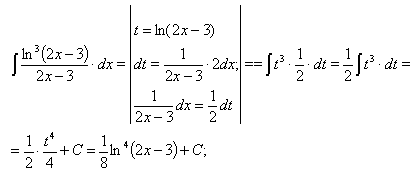 ∫ ln³(2x−3)/(2x−3) · dx = | t = ln(2x−3); dt = 1/(2x−3) · 2dx; 1/(2x−3) dx = 1/2 dt | == ∫ t³ · 1/2 · dt = 1/2 ∫ t³ · dt =
= 1/2 · t⁴/4 + C = 1/8 ln⁴(2x−3) + C;